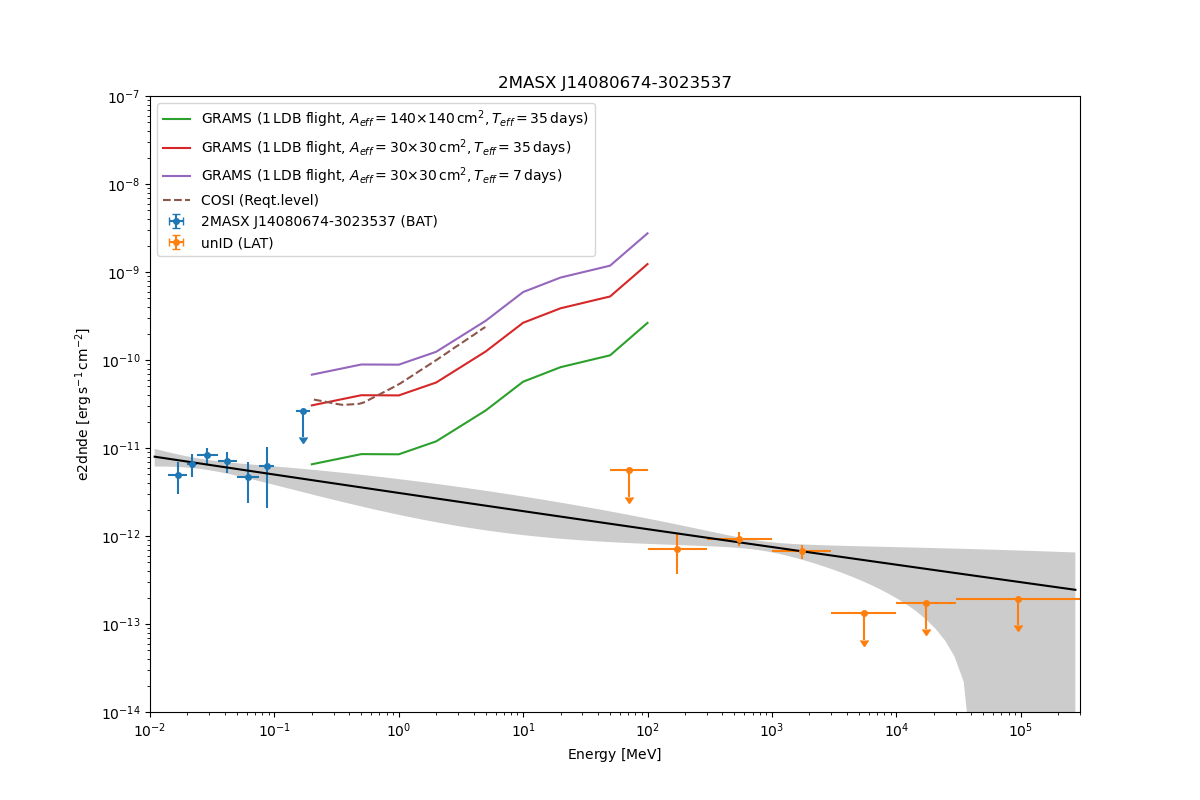 2MASX J14080674-3023537
GRAMS (1 LDB flight, A_eff = 140×140 cm², T_eff = 35 days)
GRAMS (1 LDB flight, A_eff = 30×30 cm², T_eff = 35 days)
GRAMS (1 LDB flight, A_eff = 30×30 cm², T_eff = 7 days)
COSI (Reqt.level)
2MASX J14080674-3023537 (BAT)
unID (LAT)
10⁻⁷
10⁻⁸
10⁻⁹
10⁻¹⁰
10⁻¹¹
10⁻¹²
10⁻¹³
10⁻¹⁴
e2dnde [erg s⁻¹ cm⁻²]
10⁻² 10⁻¹ 10⁰ 10¹ 10² 10³ 10⁴ 10⁵
Energy [MeV]